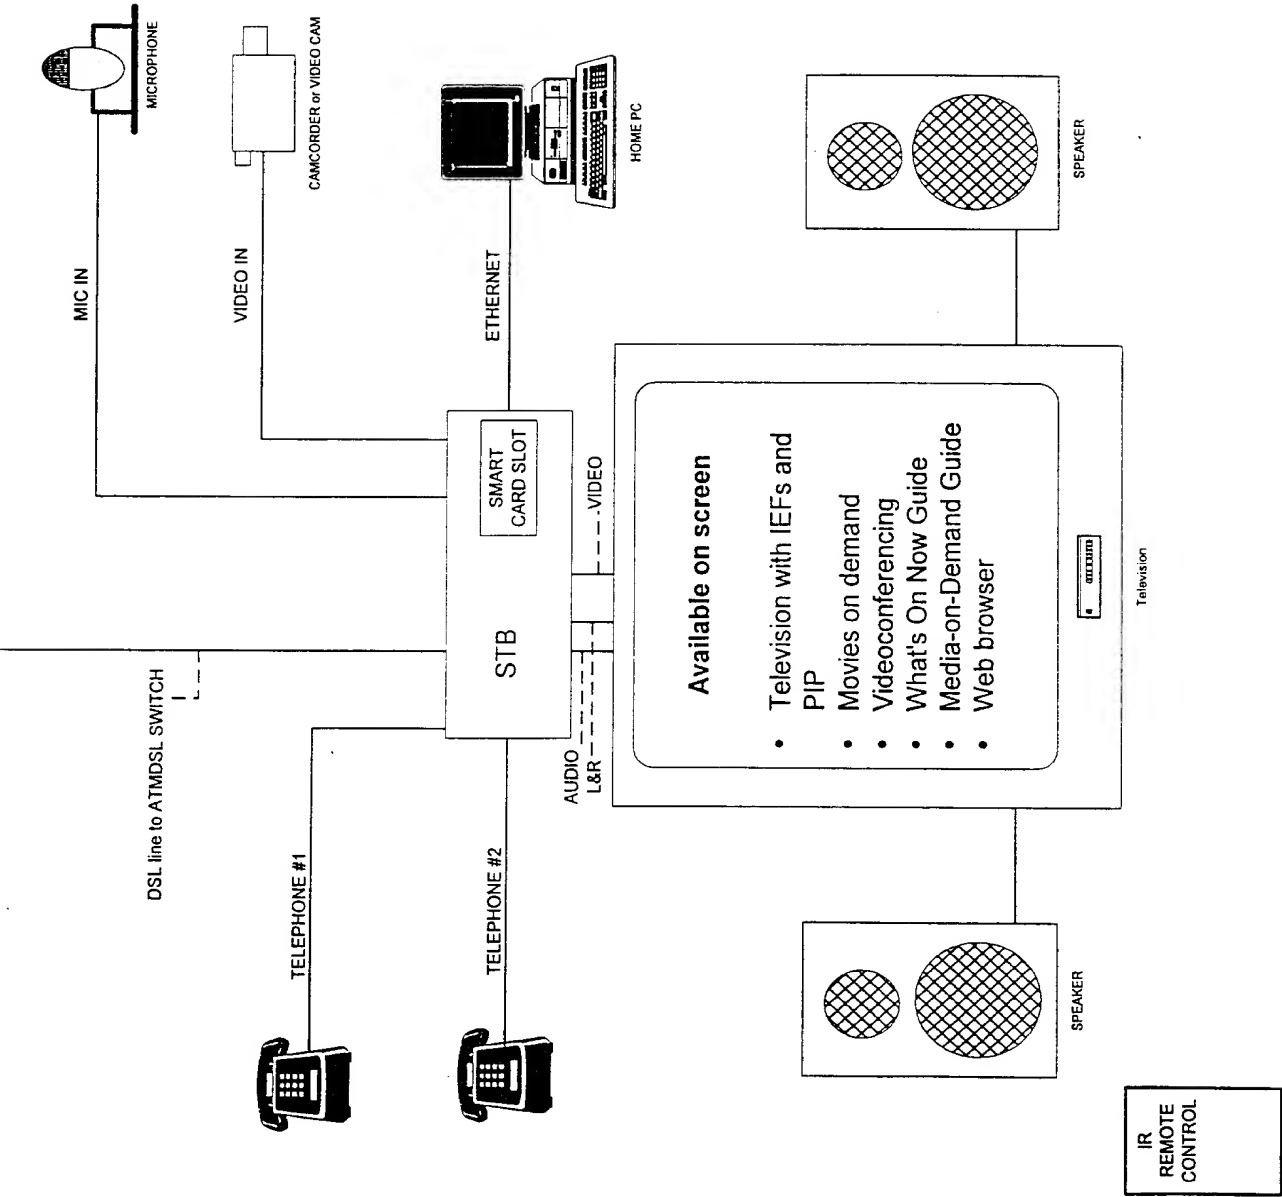 DSL line to ATMDSL SWITCH
MIC IN
MICROPHONE
VIDEO IN
CAMCORDER or VIDEO CAM
TELEPHONE #1
TELEPHONE #2
STB
SMART
CARD SLOT
ETHERNET
HOME PC
AUDIO
L&R
VIDEO
Available on screen
• Television with IEFs and
PIP
• Movies on demand
• Videoconferencing
• What's On Now Guide
• Media-on-Demand Guide
• Web browser
SPEAKER
SPEAKER
Television
IR
REMOTE
CONTROL